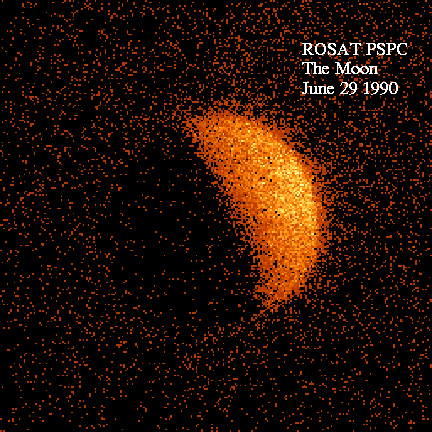 ROSAT PSPC
The Moon
June 29 1990